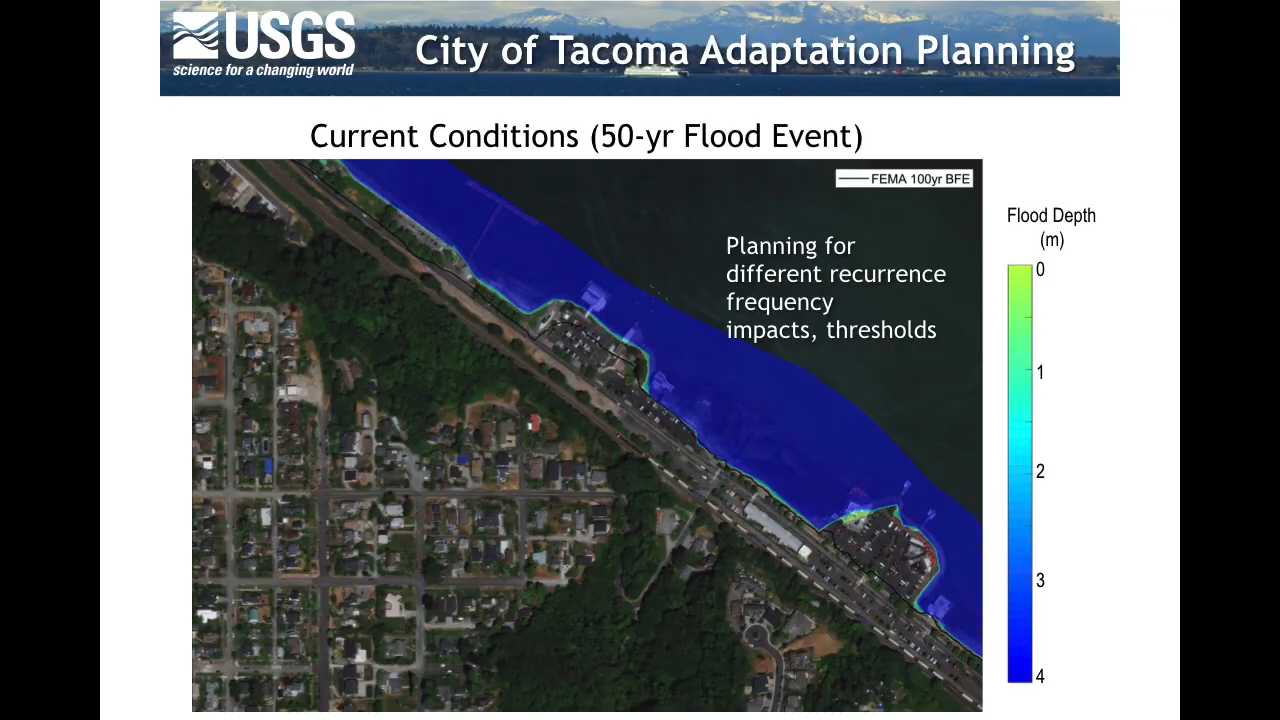 USGS
science for a changing world
City of Tacoma Adaptation Planning
Current Conditions (50-yr Flood Event)
FEMA 100yr BFE
Planning for
different recurrence
frequency
impacts, thresholds
Flood Depth
(m)
0
1
2
3
4